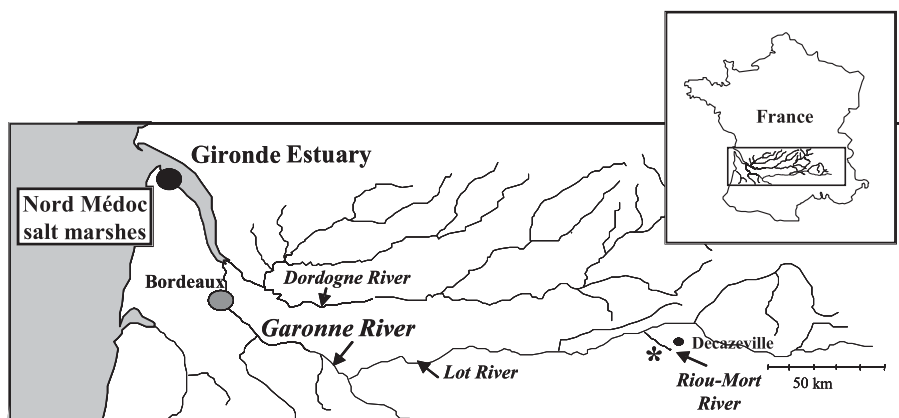 France
Gironde Estuary
Nord Médoc
salt marshes
Bordeaux
Dordogne River
Garonne River
Lot River
*
Decazeville
Riou-Mort
River
50 km